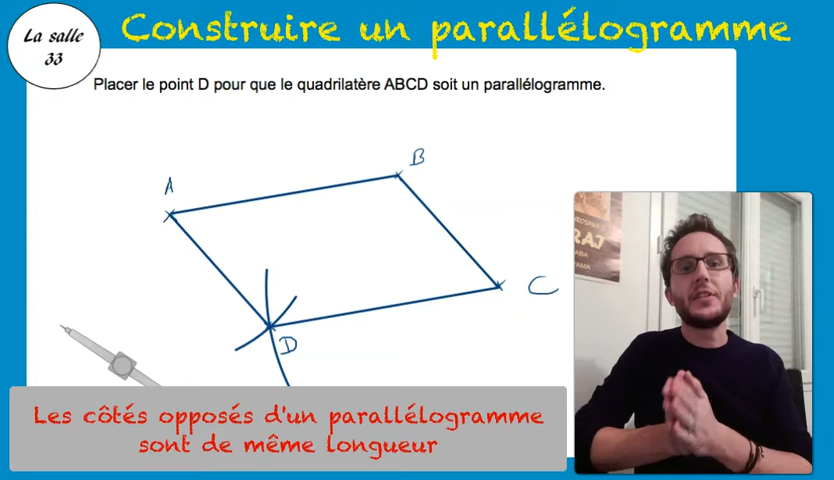 La salle
33
Construire un parallélogramme
Placer le point D pour que le quadrilatère ABCD soit un parallélogramme.
A
B
C
D
Les côtés opposés d'un parallélogramme
sont de même longueur